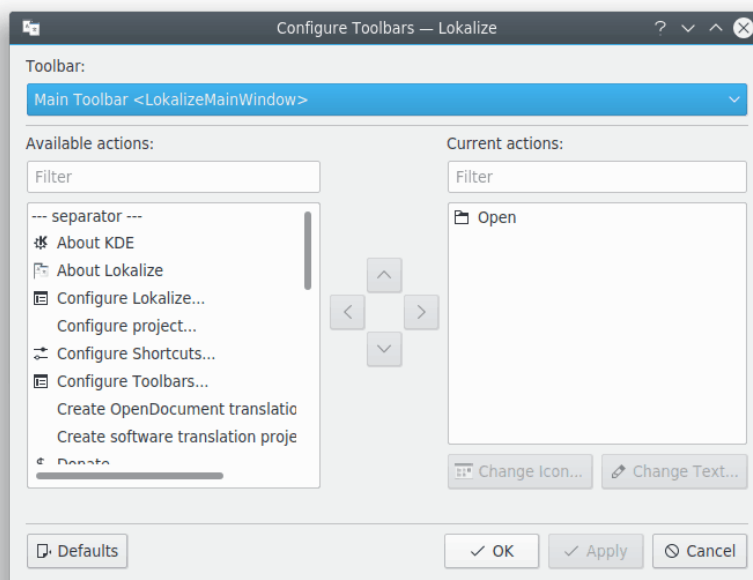 Configure Toolbars — Lokalize
Toolbar:
Main Toolbar <LokalizeMainWindow>
Available actions:
Current actions:
Filter
Filter
--- separator ---
Open
About KDE
About Lokalize
Configure Lokalize...
Configure project...
Configure Shortcuts...
Configure Toolbars...
Create OpenDocument translatio
Create software translation proje
Donate
Change Icon...
Change Text...
Defaults
OK
Apply
Cancel